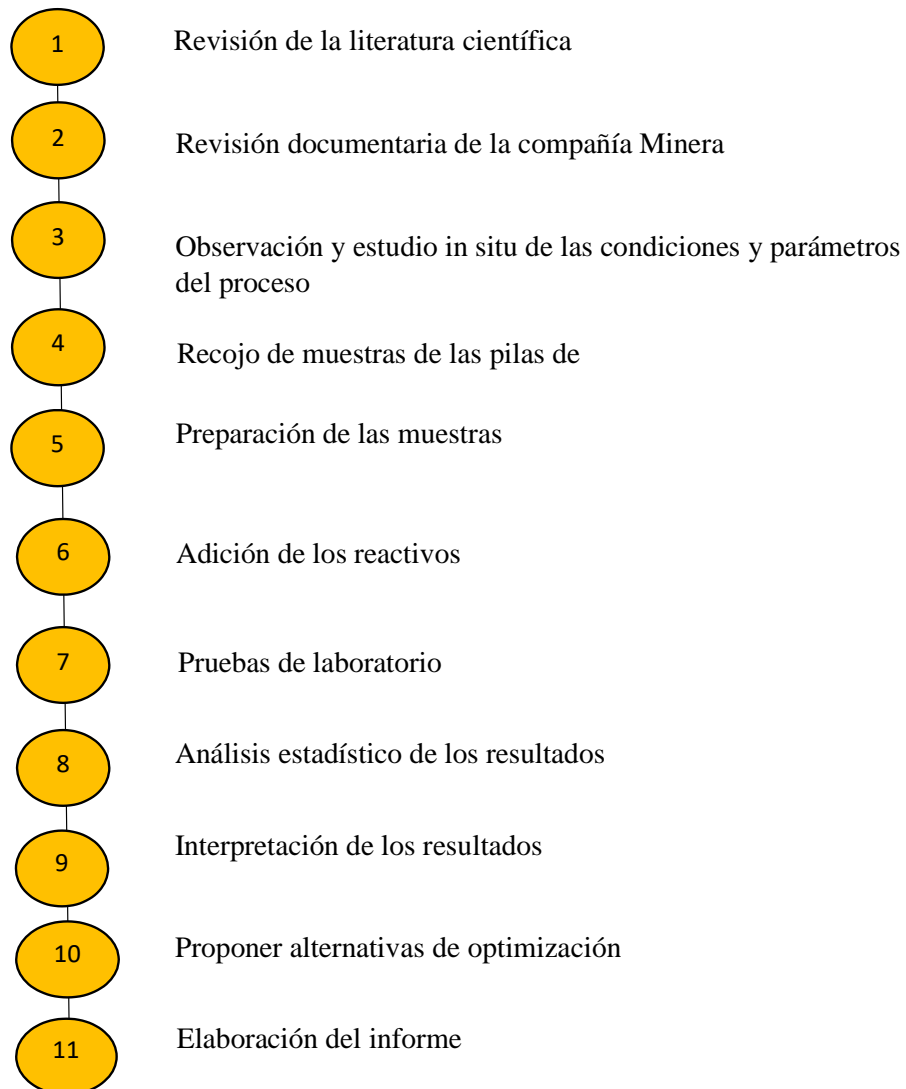 1 Revisión de la literatura científica
2 Revisión documentaria de la compañía Minera
3 Observación y estudio in situ de las condiciones y parámetros
del proceso
4 Recojo de muestras de las pilas de
5 Preparación de las muestras
6 Adición de los reactivos
7 Pruebas de laboratorio
8 Análisis estadístico de los resultados
9 Interpretación de los resultados
10 Proponer alternativas de optimización
11 Elaboración del informe